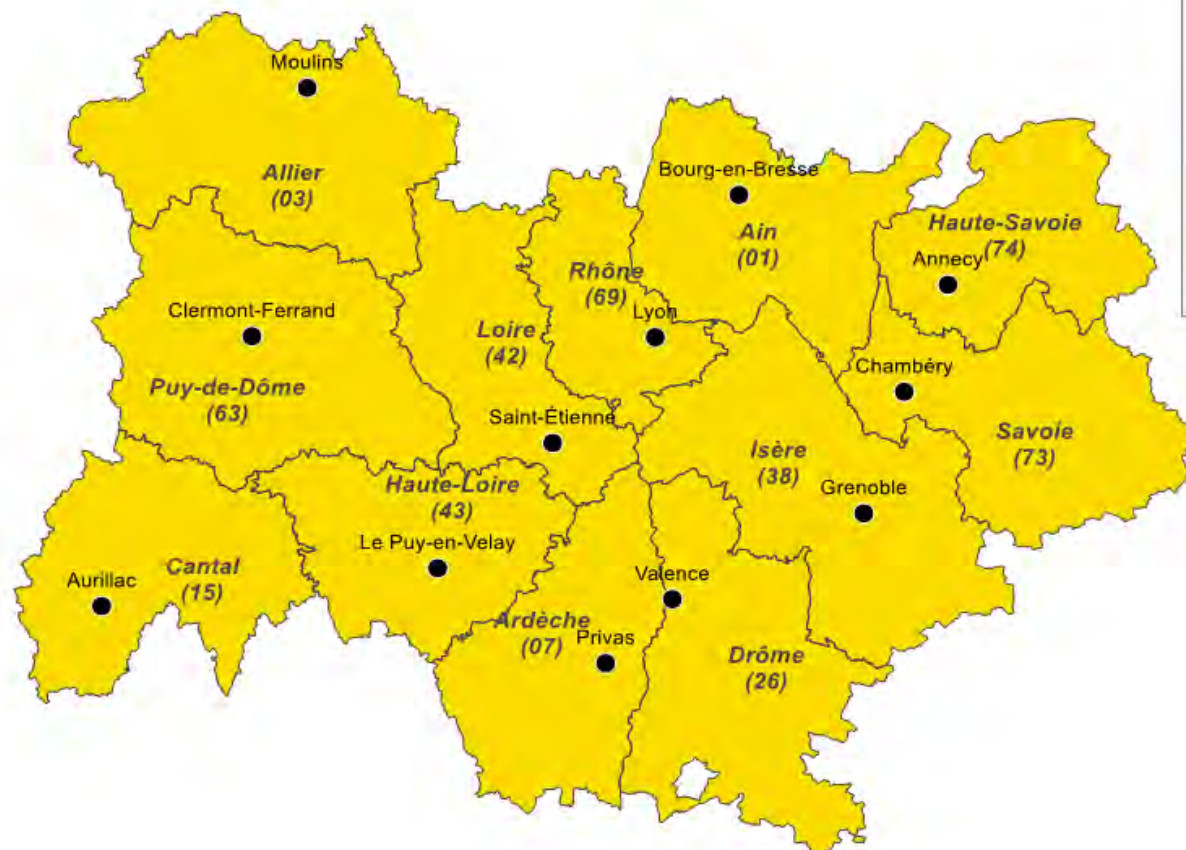 Moulins
Allier
(03)
Bourg-en-Bresse
Ain
(01)
Haute-Savoie
(74)
Annecy
Rhône
(69)
Lyon
Clermont-Ferrand
Puy-de-Dôme
(63)
Loire
(42)
Saint-Étienne
Chambéry
Savoie
(73)
Isère
(38)
Grenoble
Haute-Loire
(43)
Le Puy-en-Velay
Cantal
(15)
Aurillac
Valence
Ardèche
(07)
Privas
Drôme
(26)